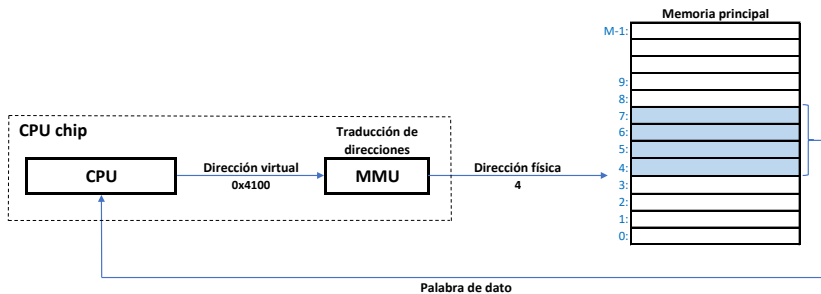 Memoria principal
M-1:
9:
8:
7:
6:
5:
4:
3:
2:
1:
0:
CPU chip
Traducción de
direcciones
CPU
Dirección virtual
0x4100
MMU
Dirección física
4
Palabra de dato